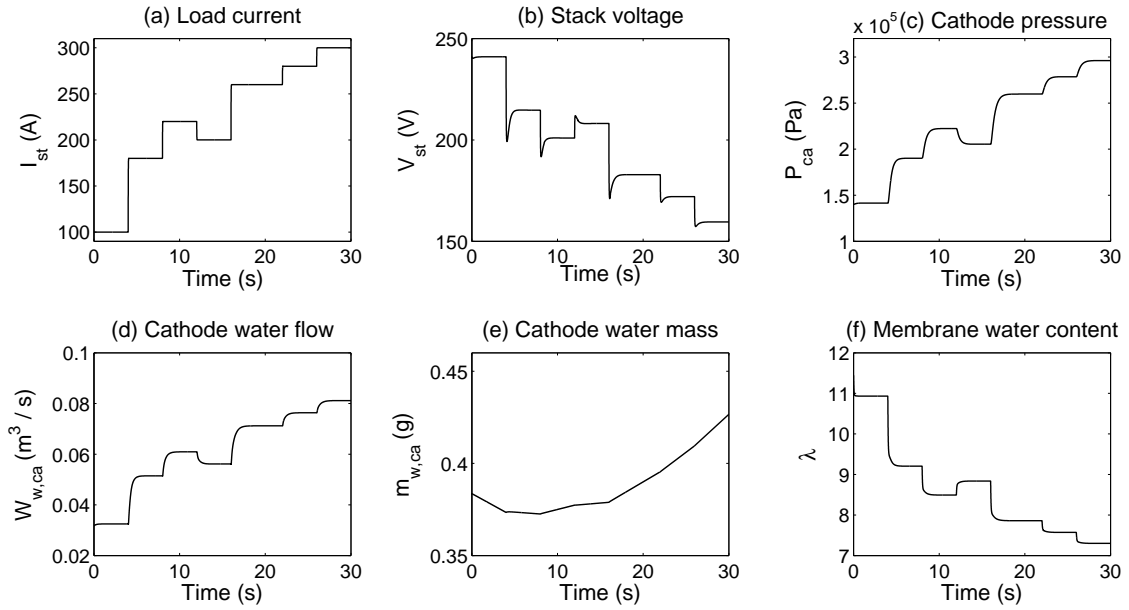 (a) Load current
I_st (A)
300
250
200
150
100
0 10 20 30
Time (s)
(b) Stack voltage
V_st (V)
250
200
150
0 10 20 30
Time (s)
x 10^5 (c) Cathode pressure
P_ca (Pa)
3
2.5
2
1.5
1
0 10 20 30
Time (s)
(d) Cathode water flow
W_w,ca (m^3 / s)
0.1
0.08
0.06
0.04
0.02
0 10 20 30
Time (s)
(e) Cathode water mass
m_w,ca (g)
0.45
0.4
0.35
0 10 20 30
Time (s)
(f) Membrane water content
λ
12
11
10
9
8
7
0 10 20 30
Time (s)